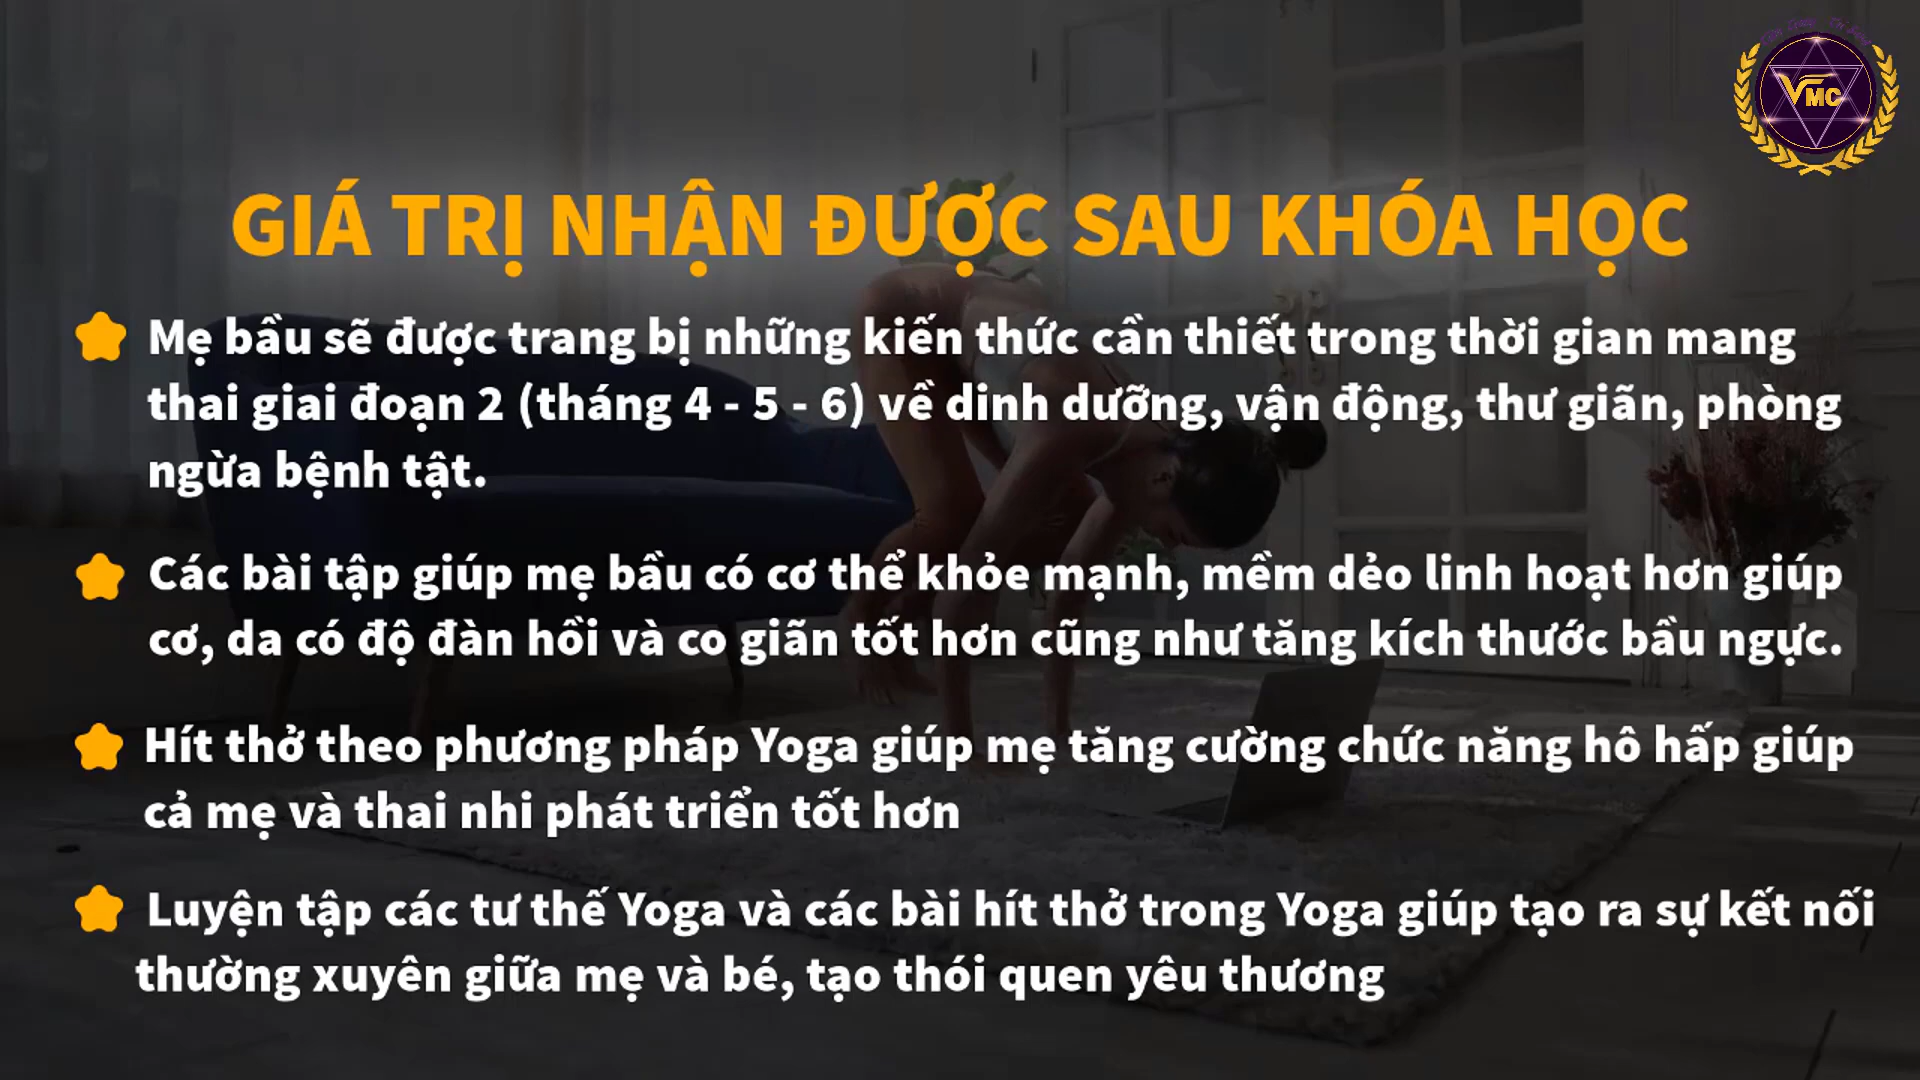 VMC
GIÁ TRỊ NHẬN ĐƯỢC SAU KHÓA HỌC
Mẹ bầu sẽ được trang bị những kiến thức cần thiết trong thời gian mang
thai giai đoạn 2 (tháng 4 - 5 - 6) về dinh dưỡng, vận động, thư giãn, phòng
ngừa bệnh tật.
Các bài tập giúp mẹ bầu có cơ thể khỏe mạnh, mềm dẻo linh hoạt hơn giúp
cơ, da có độ đàn hồi và co giãn tốt hơn cũng như tăng kích thước bầu ngực.
Hít thở theo phương pháp Yoga giúp mẹ tăng cường chức năng hô hấp giúp
cả mẹ và thai nhi phát triển tốt hơn
Luyện tập các tư thế Yoga và các bài hít thở trong Yoga giúp tạo ra sự kết nối
thường xuyên giữa mẹ và bé, tạo thói quen yêu thương